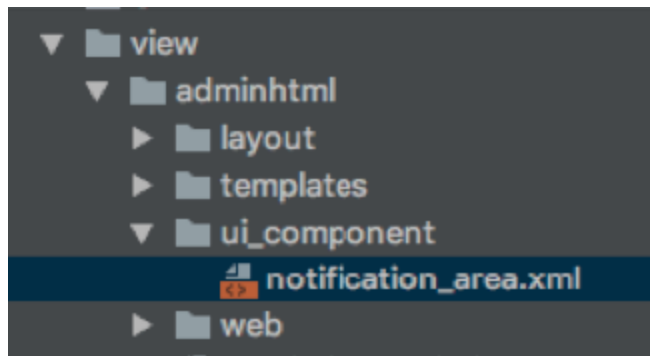 view
adminhtml
layout
templates
ui_component
notification_area.xml
web